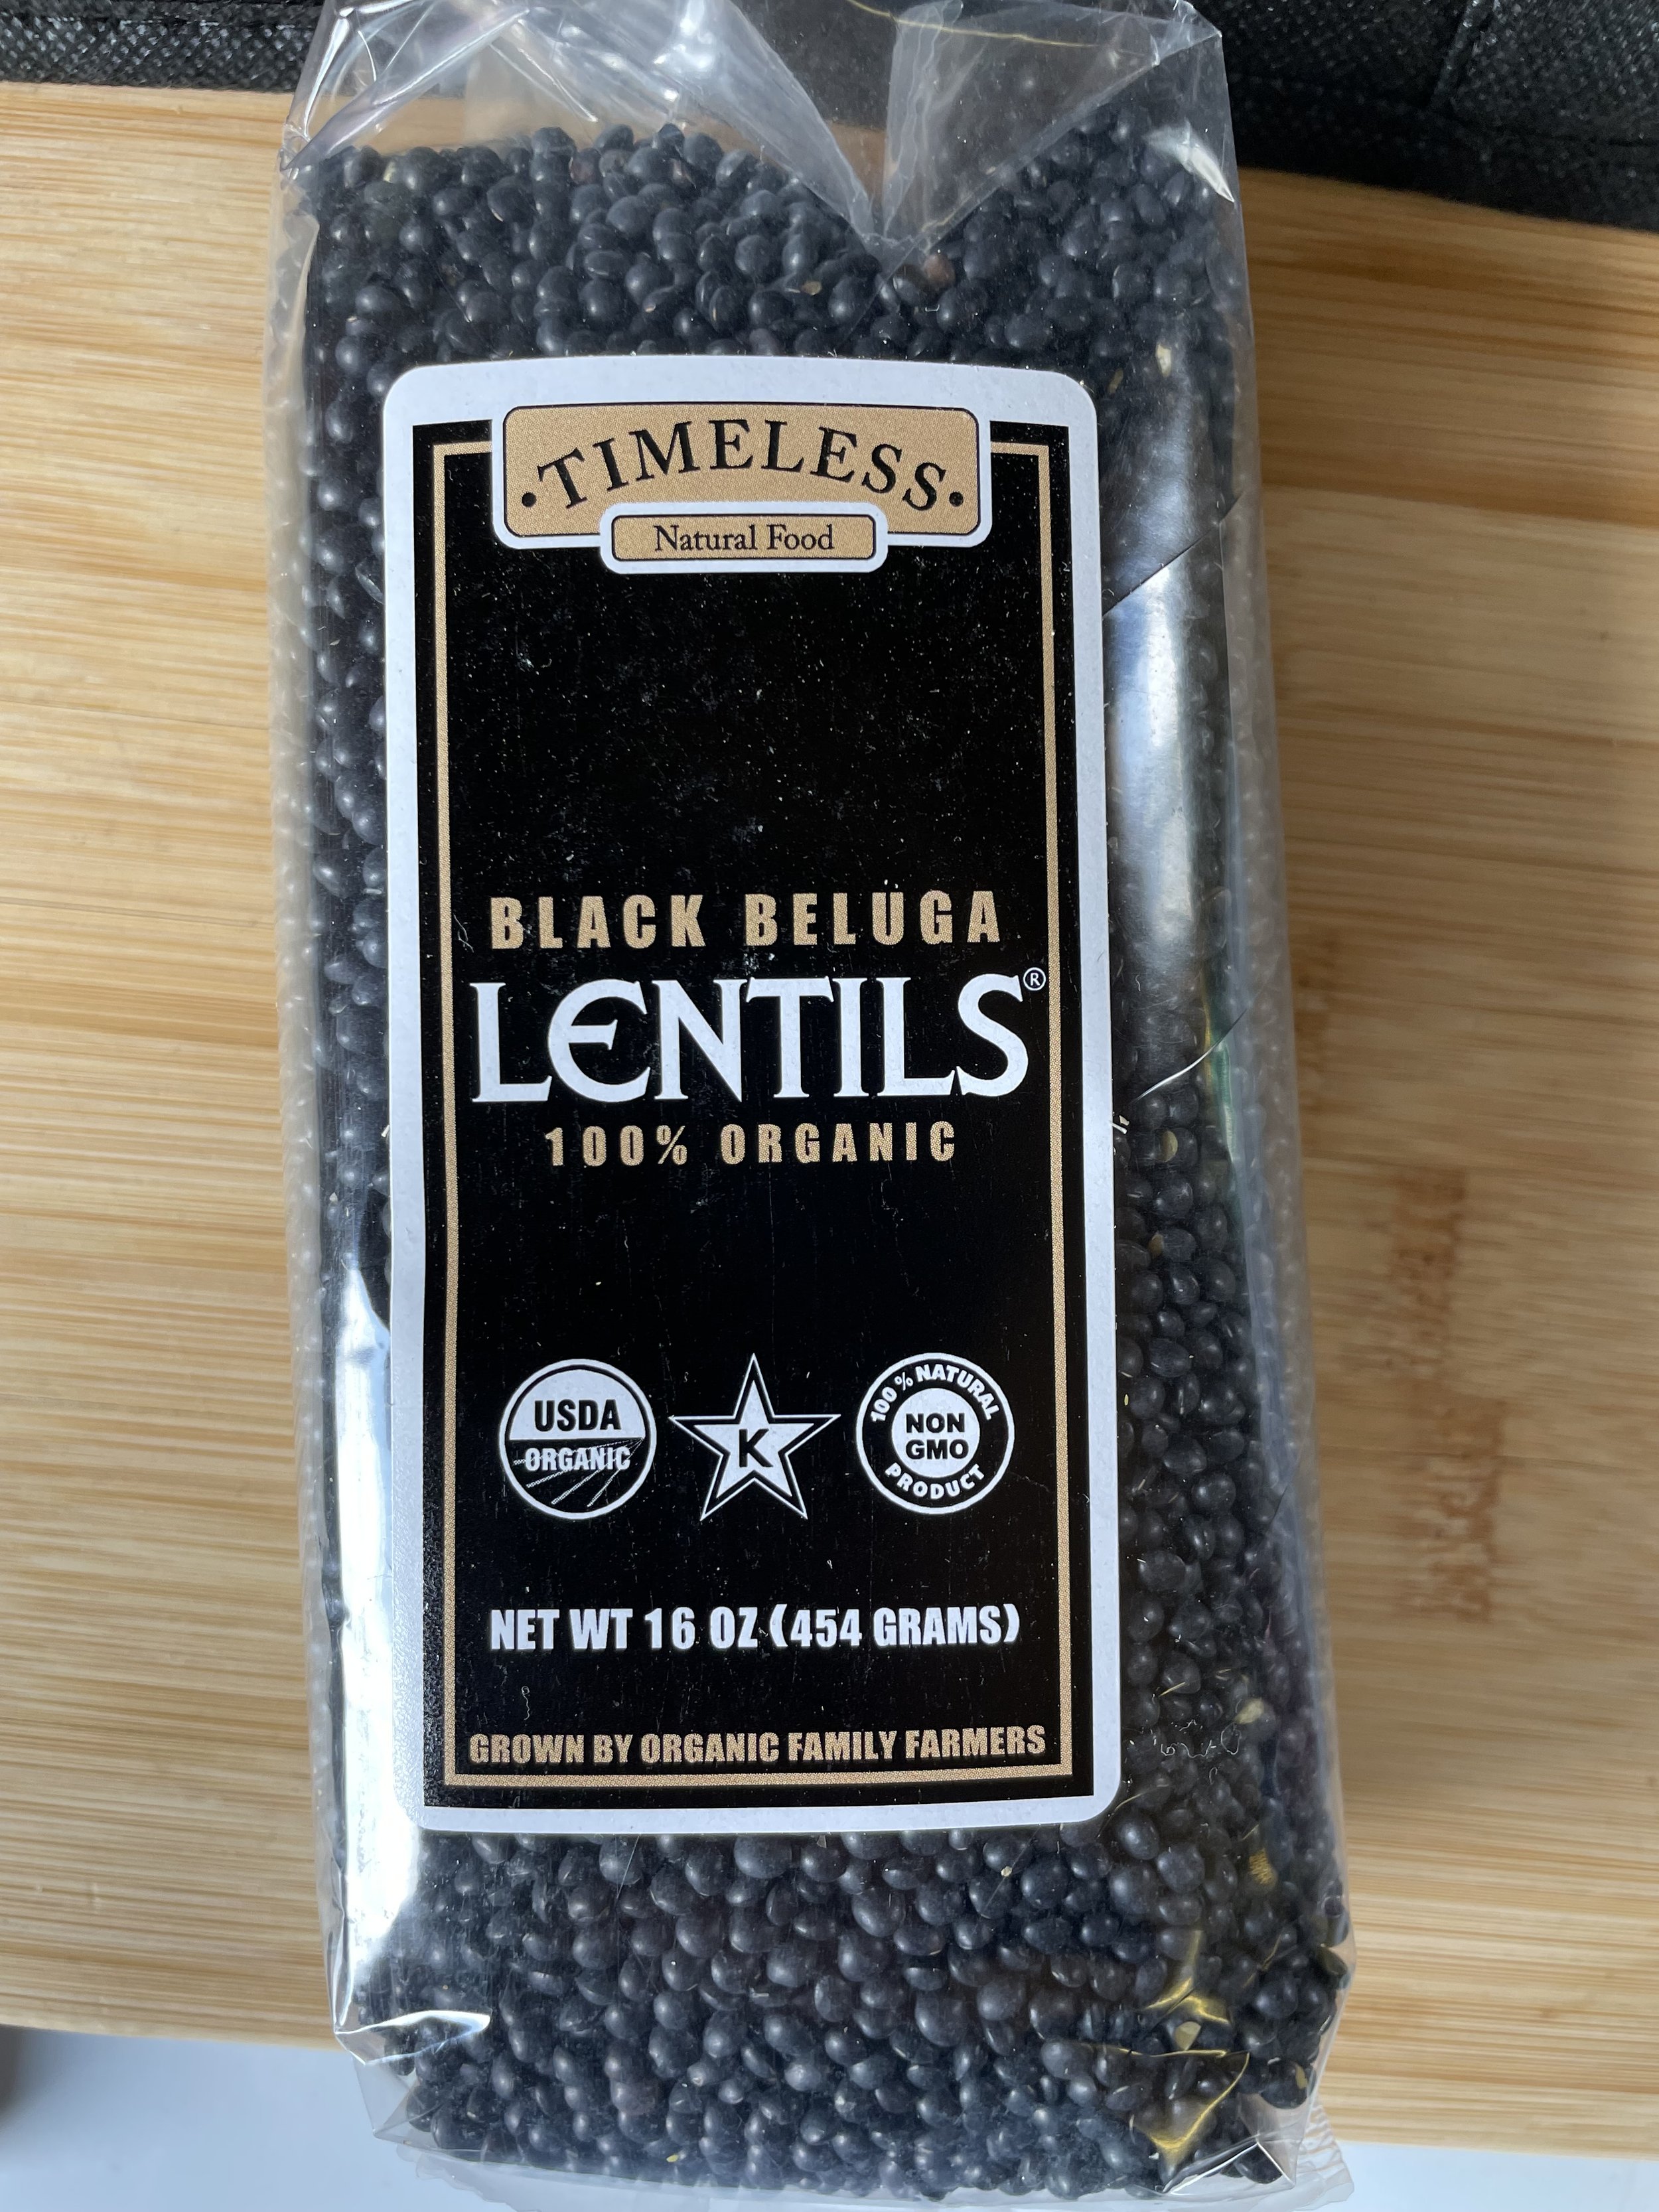 ·TIMELESS·
Natural Food
BLACK BELUGA
LENTILS®
100% ORGANIC
USDA
ORGANIC
K
100% NATURAL
NON
GMO
PRODUCT
NET WT 16 OZ (454 GRAMS)
GROWN BY ORGANIC FAMILY FARMERS